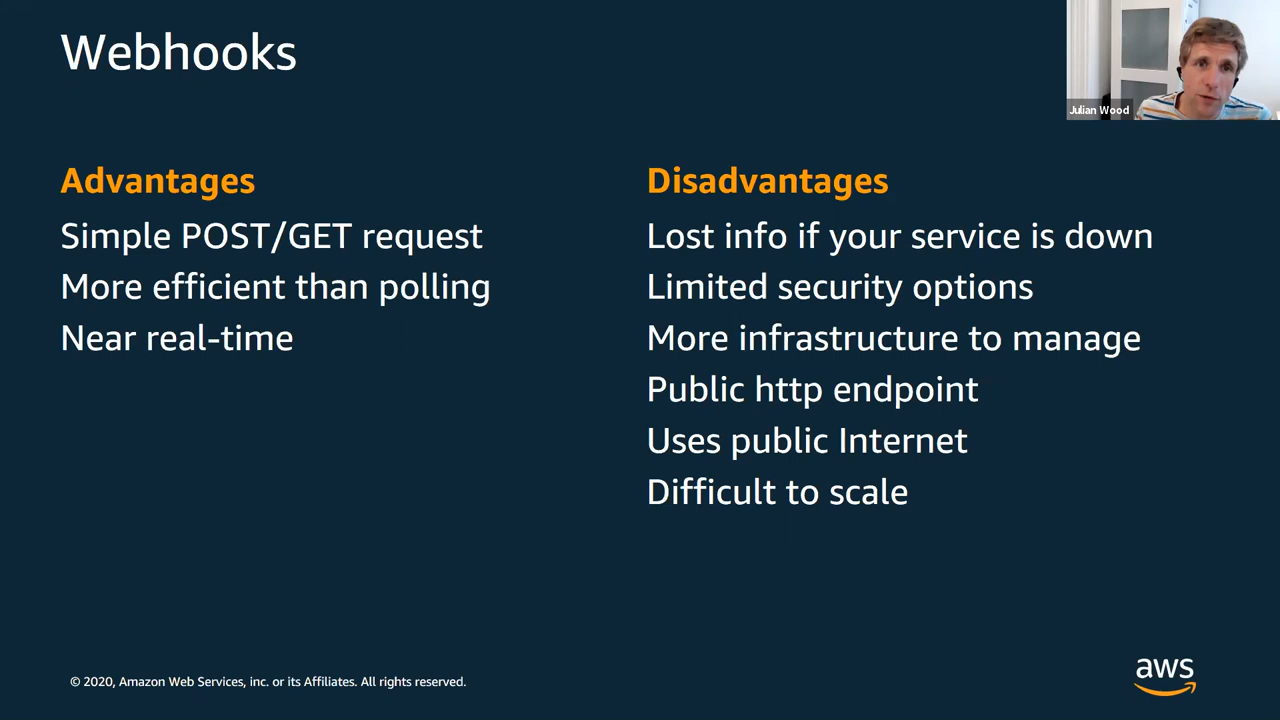 Webhooks
Julian Wood
Advantages
Simple POST/GET request
More efficient than polling
Near real-time
Disadvantages
Lost info if your service is down
Limited security options
More infrastructure to manage
Public http endpoint
Uses public Internet
Difficult to scale
© 2020, Amazon Web Services, inc. or its Affiliates. All rights reserved.
aws